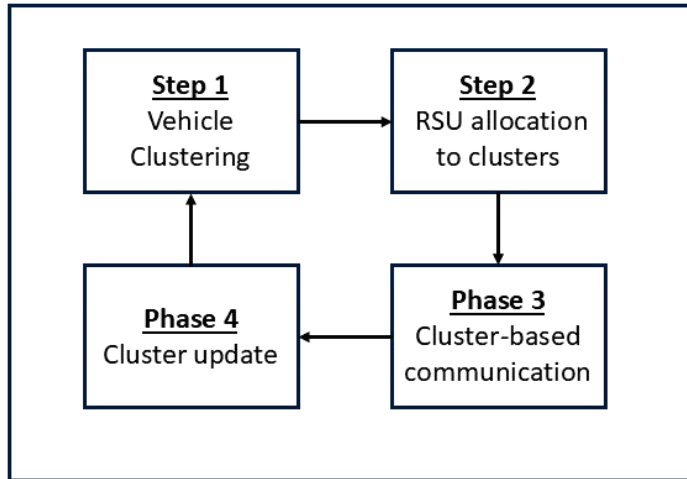 Step 1
Vehicle
Clustering
Step 2
RSU allocation
to clusters
Phase 3
Cluster-based
communication
Phase 4
Cluster update